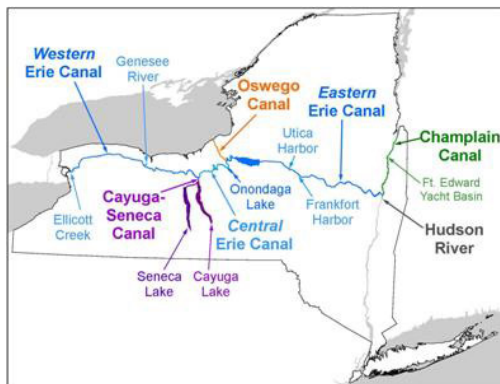 Western
Erie Canal
Genesee
River
Oswego
Canal
Eastern
Erie Canal
Utica
Harbor
Champlain
Canal
Ft. Edward
Yacht Basin
Hudson
River
Frankfort
Harbor
Onondaga
Lake
Central
Erie Canal
Cayuga-
Seneca
Canal
Ellicott
Creek
Seneca
Lake
Cayuga
Lake